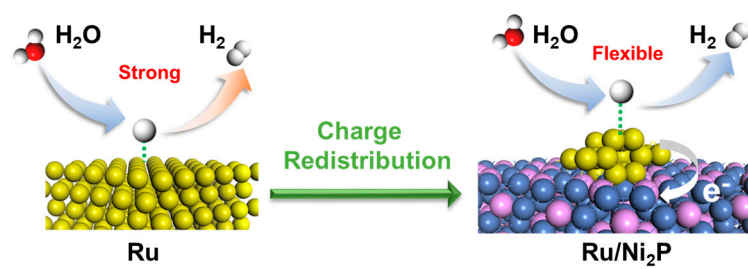 H₂O
H₂
Strong
Ru
Charge
Redistribution
H₂O
H₂
Flexible
e⁻
Ru/Ni₂P